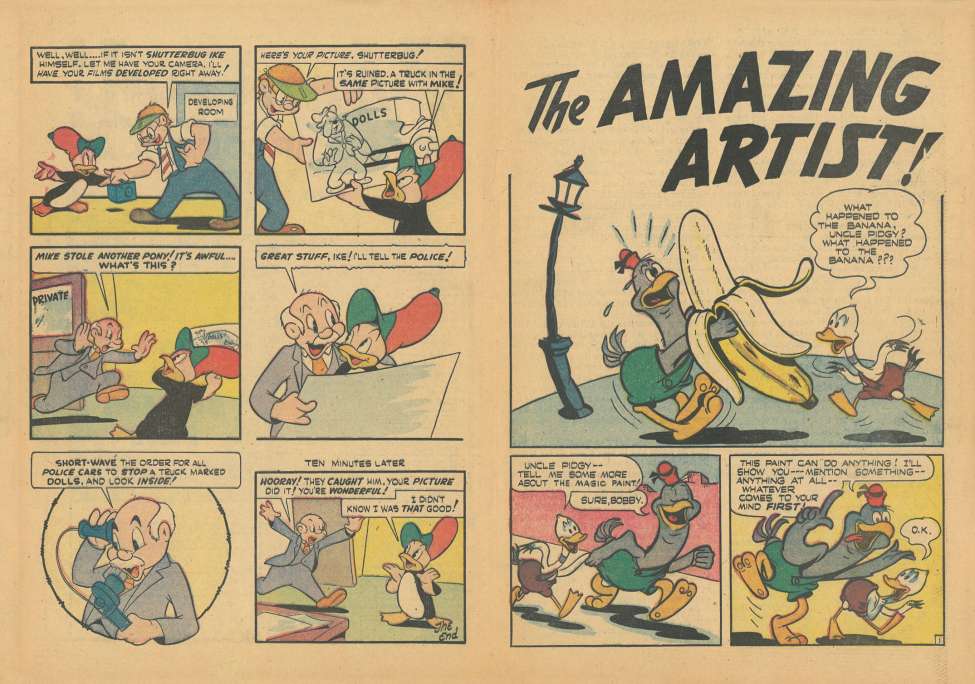 WELL, WELL....IF IT ISN'T SHUTTERBUG IKE
HIMSELF. LET ME HAVE YOUR CAMERA, I'LL
HAVE YOUR FILMS DEVELOPED RIGHT AWAY!
DEVELOPING
ROOM
HERE'S YOUR PICTURE, SHUTTERBUG!
IT'S RUINED, A TRUCK IN THE
SAME PICTURE WITH MIKE!
DOLLS
MIKE STOLE ANOTHER PONY! IT'S AWFUL....
WHAT'S THIS?
PRIVATE
GREAT STUFF, IKE! I'LL TELL THE POLICE!
SHORT-WAVE THE ORDER FOR ALL
POLICE CARS TO STOP A TRUCK MARKED
DOLLS, AND LOOK INSIDE!
TEN MINUTES LATER
HOORAY! THEY CAUGHT HIM, YOUR PICTURE
DID IT! YOU'RE WONDERFUL!
I DIDN'T
KNOW I WAS THAT GOOD!
The
End
The AMAZING
ARTIST!
WHAT
HAPPENED TO
THE BANANA,
UNCLE PIDGY?
WHAT HAPPENED
TO THE
BANANA???
UNCLE PIDGY--
TELL ME SOME MORE
ABOUT THE MAGIC PAINT!
SURE, BOBBY.
THIS PAINT CAN DO ANYTHING! I'LL
SHOW YOU---MENTION SOMETHING--
ANYTHING AT ALL--
WHATEVER
COMES TO YOUR
MIND FIRST!
O.K.
1